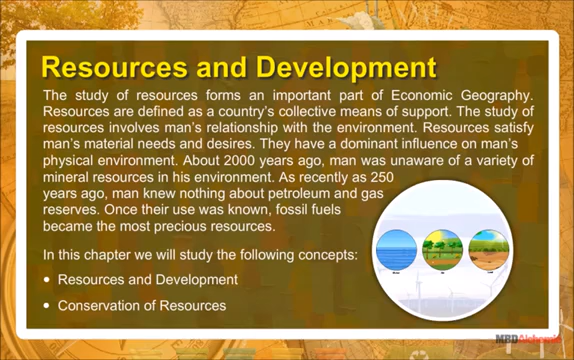 Resources and Development
The study of resources forms an important part of Economic Geography.
Resources are defined as a country's collective means of support. The study of
resources involves man's relationship with the environment. Resources satisfy
man's material needs and desires. They have a dominant influence on man's
physical environment. About 2000 years ago, man was unaware of a variety of
mineral resources in his environment. As recently as 250
years ago, man knew nothing about petroleum and gas
reserves. Once their use was known, fossil fuels
became the most precious resources.
In this chapter we will study the following concepts:
• Resources and Development
• Conservation of Resources
MBD Alchemie